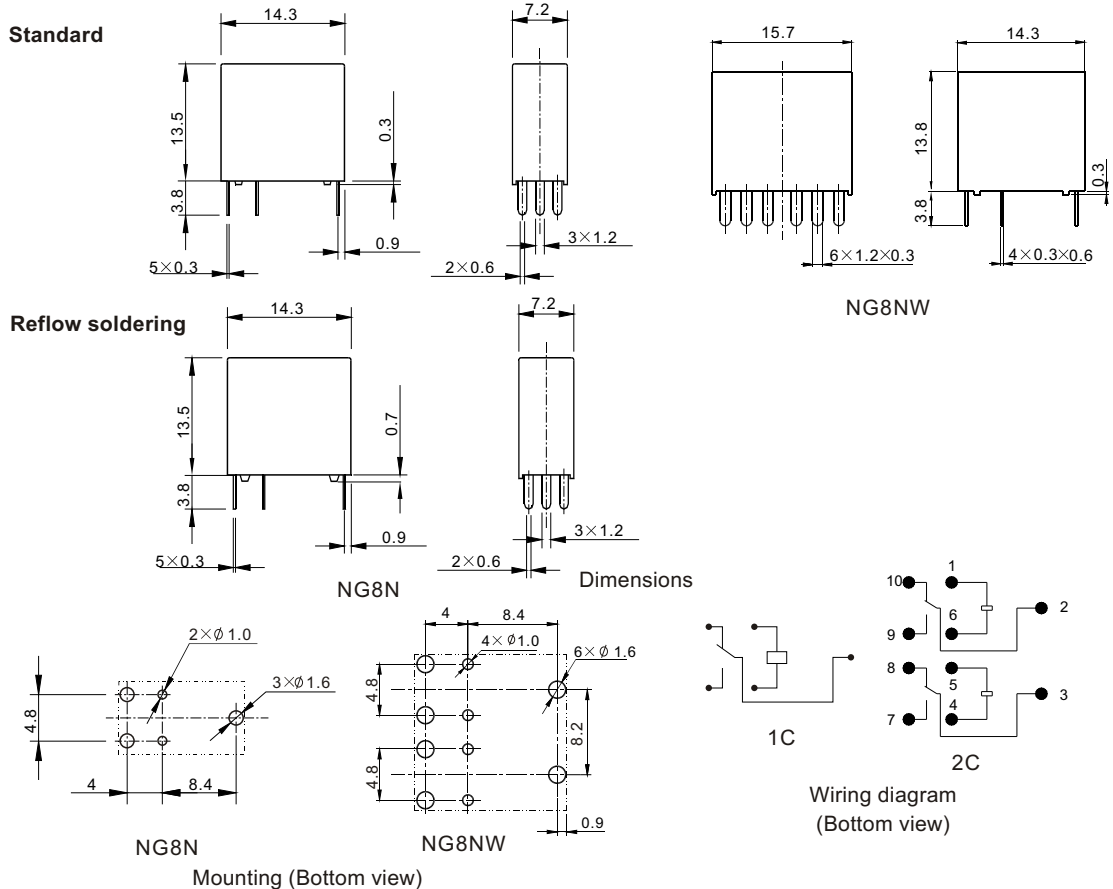 Standard
14.3
7.2
15.7
14.3
13.5
0.3
13.8
0.3
3.8
3.8
0.9
3×1.2
5×0.3
2×0.6
6×1.2×0.3
4×0.3×0.6
NG8NW
Reflow soldering
14.3
7.2
13.5
0.7
3.8
0.9
3×1.2
5×0.3
2×0.6
NG8N
Dimensions
2×ϕ1.0
3×ϕ1.6
4.8
4
8.4
NG8N
4
8.4
4×ϕ1.0
6×ϕ1.6
4.8
8.2
4.8
0.9
NG8NW
Mounting (Bottom view)
1C
10
1
2
9
6
8
5
3
7
4
2C
Wiring diagram
(Bottom view)